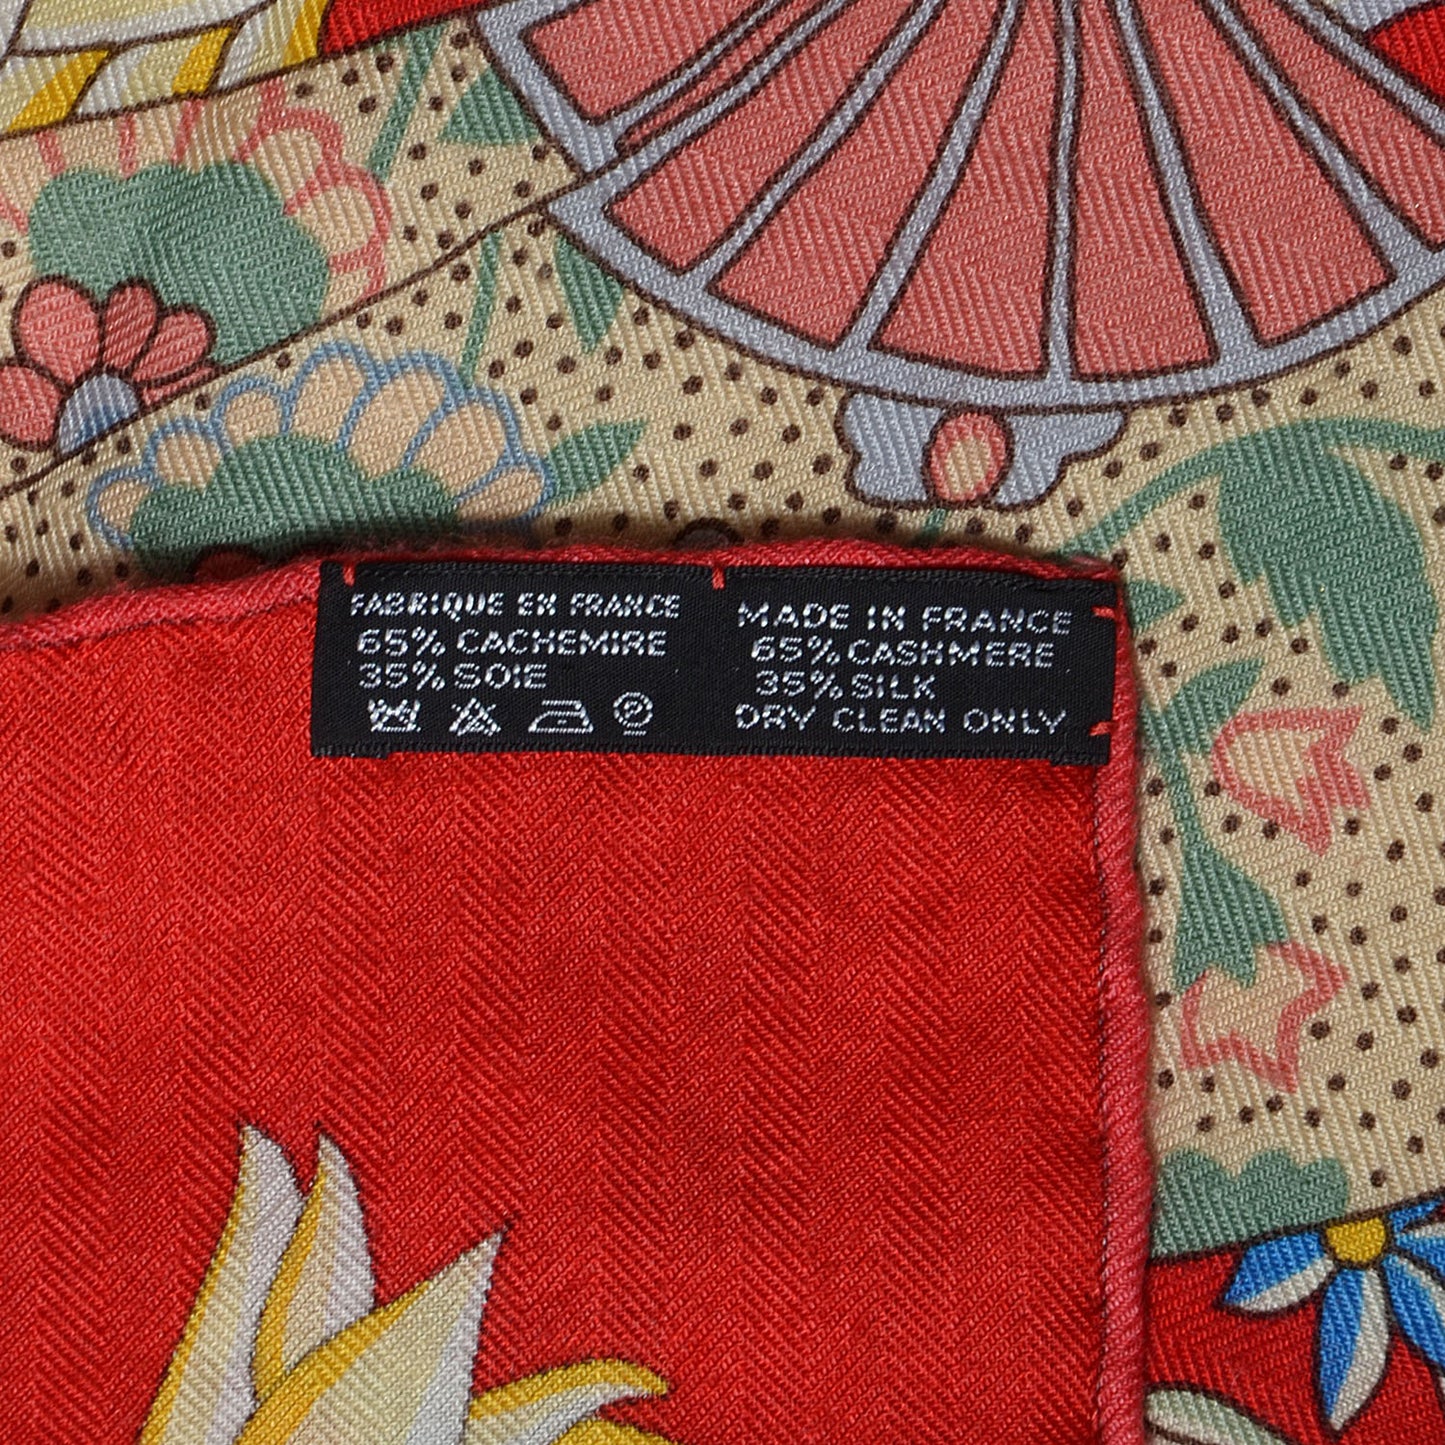 FABRIQUE EN FRANCE
65% CACHEMIRE
35% SOIE
P
MADE IN FRANCE
65% CASHMERE
35% SILK
DRY CLEAN ONLY